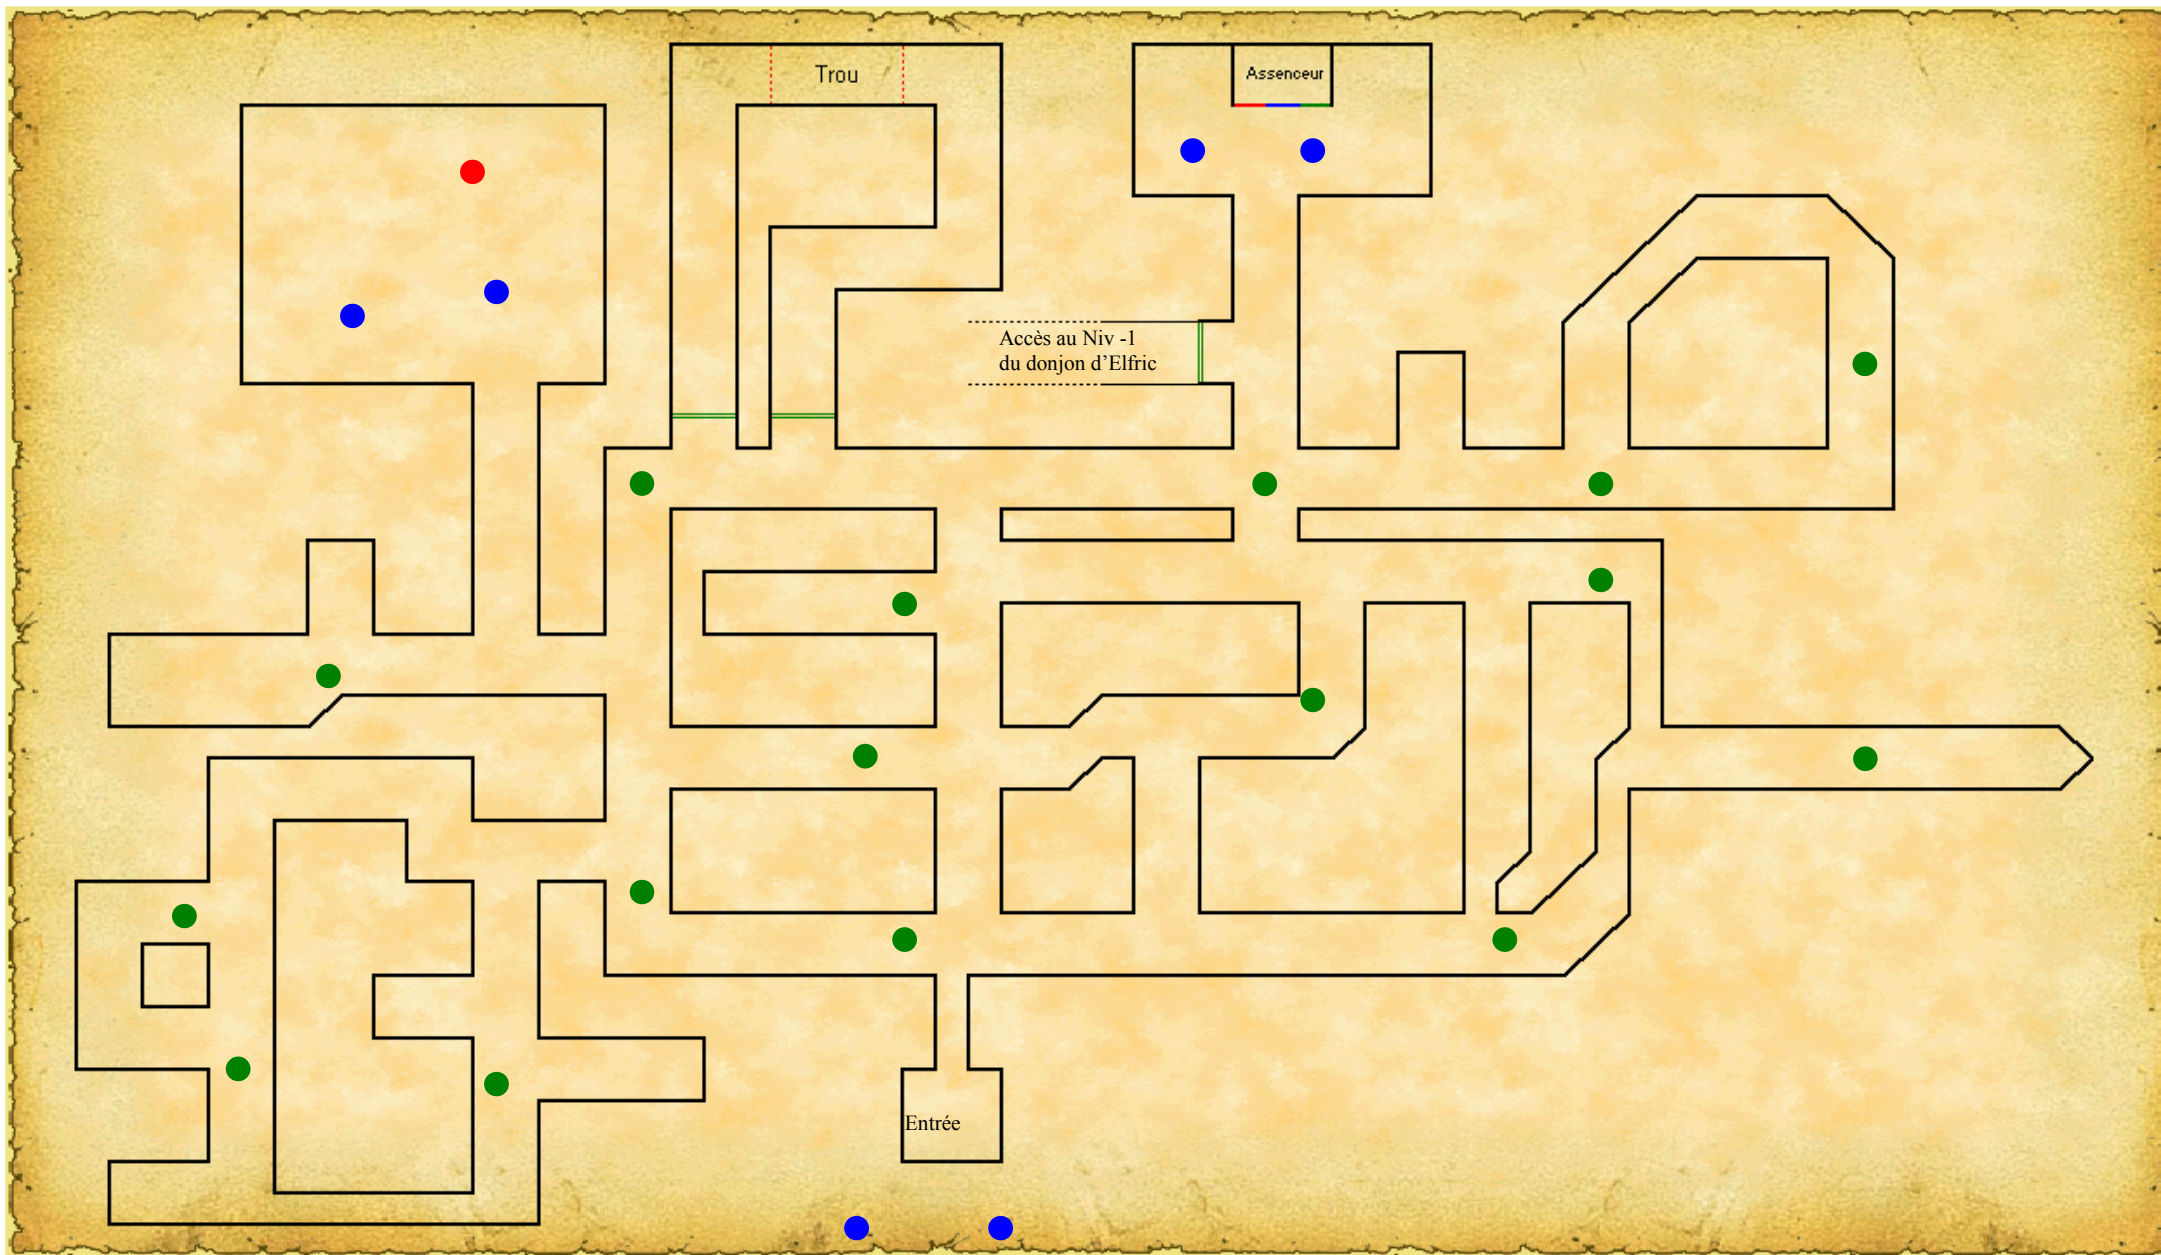 Trou
Assenceur
Accès au Niv -1
du donjon d’Elfric
Entrée